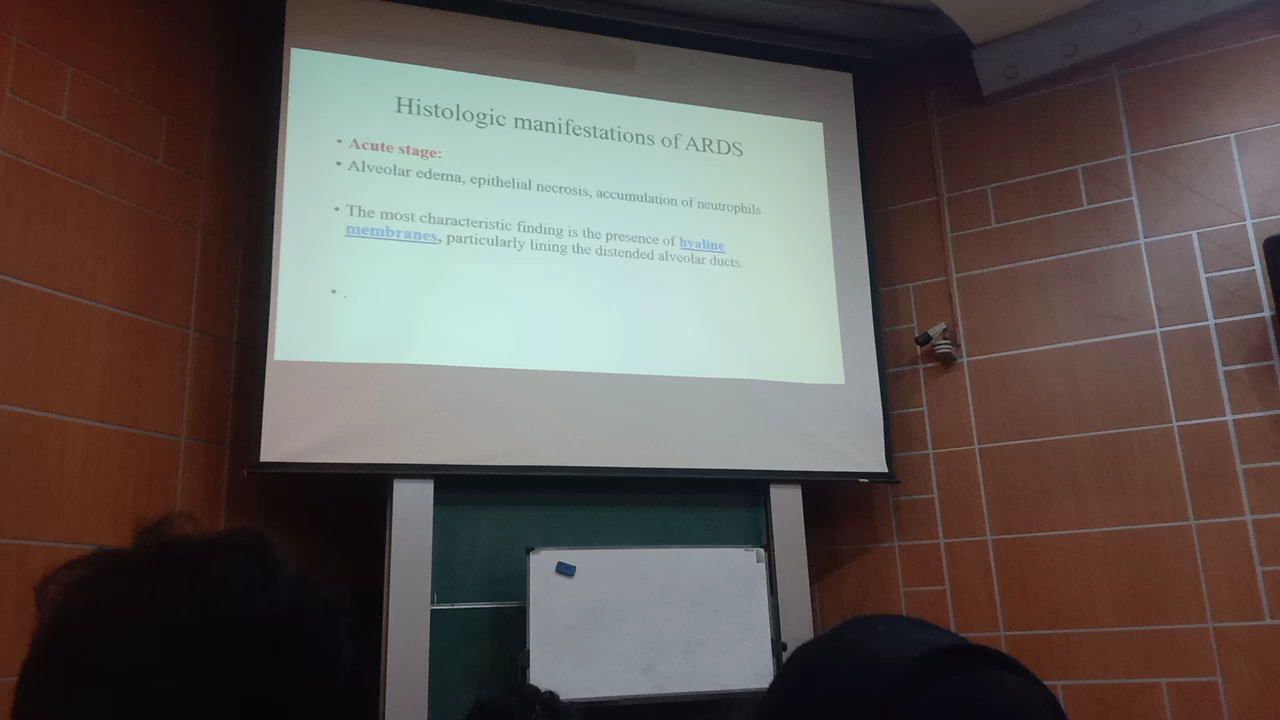 Histologic manifestations of ARDS
• Acute stage:
• Alveolar edema, epithelial necrosis, accumulation of neutrophils
• The most characteristic finding is the presence of hyaline
membranes, particularly lining the distended alveolar ducts.
• .